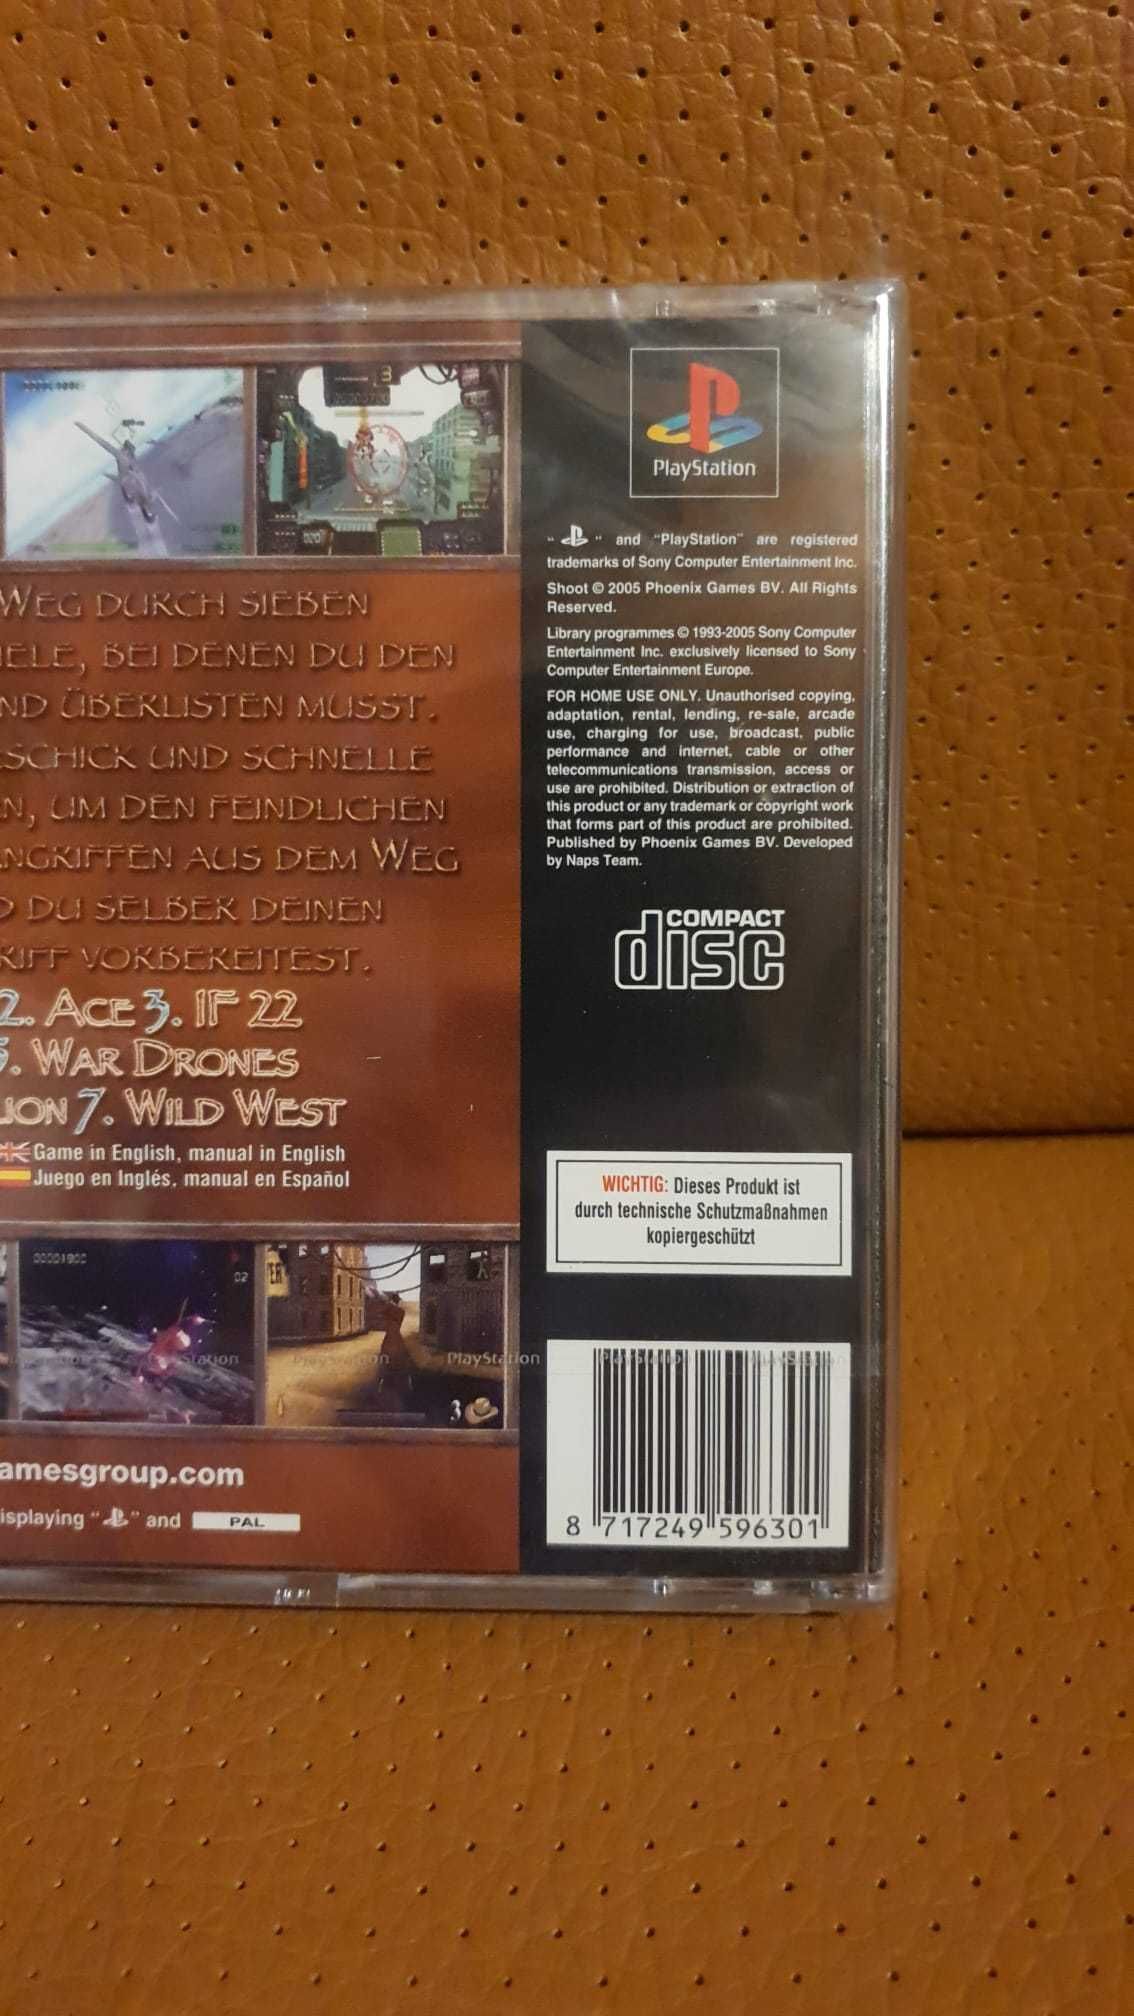 WEG DURCH SIEBEN
BEI DENEN DU DEN
ÜBERLISTEN MUSST.
UND SCHNELLE
UM DEN FEINDLICHEN
AUS DEM WEG
DU SELBER DEINEN
VORBEREITEST.
2. ACE 3. IF 22
5. WAR DRONES
7. WILD WEST
Game in English, manual in English
Juego en Inglés, manual en Español
00001900
02
3
PlayStation
amesgroup.com
isplaying " " and PAL
PlayStation
" " and "PlayStation" are registered
trademarks of Sony Computer Entertainment Inc.
Shoot © 2005 Phoenix Games BV. All Rights
Reserved.
Library programmes © 1993-2005 Sony Computer
Entertainment Inc. exclusively licensed to Sony
Computer Entertainment Europe.
FOR HOME USE ONLY. Unauthorised copying,
adaptation, rental, lending, re-sale, arcade
use, charging for use, broadcast, public
performance and internet, cable or other
telecommunications transmission, access or
use are prohibited. Distribution or extraction of
this product or any trademark or copyright work
that forms part of this product are prohibited.
Published by Phoenix Games BV. Developed
by Naps Team.
COMPACT
disc
WICHTIG: Dieses Produkt ist
durch technische Schutzmaßnahmen
kopiergeschützt
8 717249 596301